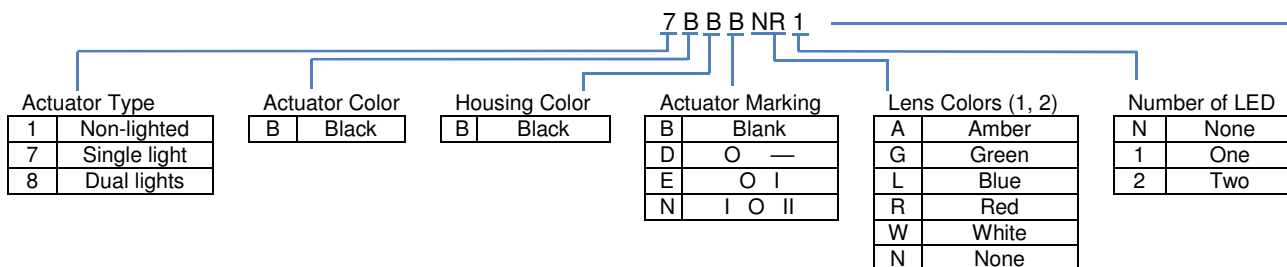 7 B B B NR 1
Actuator Type
1 Non-lighted
7 Single light
8 Dual lights
Actuator Color
B Black
Housing Color
B Black
Actuator Marking
B Blank
D O —
E O I
N I O II
Lens Colors (1, 2)
A Amber
G Green
L Blue
R Red
W White
N None
Number of LED
N None
1 One
2 Two